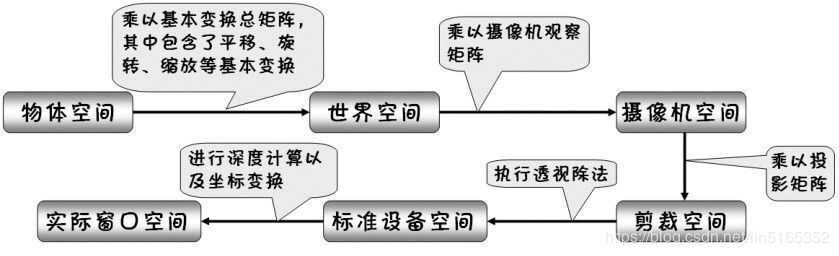 乘以基本变换总矩阵，
其中包含了平移、旋
转、缩放等基本变换
乘以摄像机观察
矩阵
物体空间
世界空间
摄像机空间
乘以投
影矩阵
进行深度计算以
及坐标变换
执行透视除法
实际窗口空间
标准设备空间
剪裁空间
https://blog.csdn.net/lin5165352